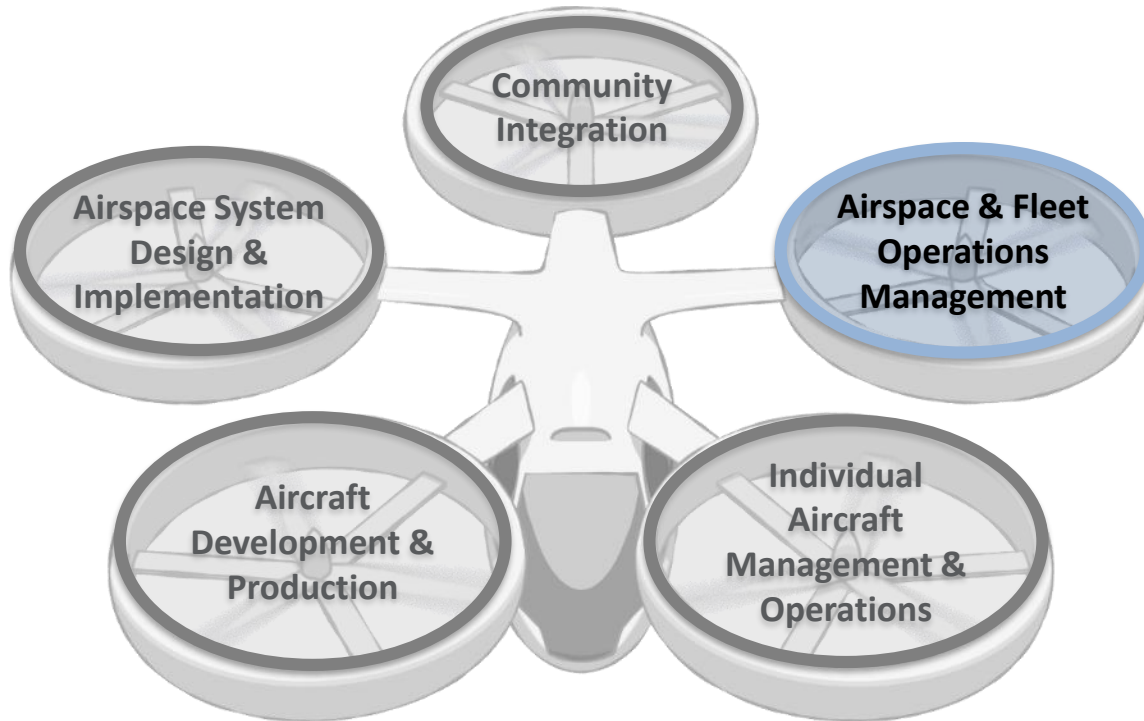 Community
Integration
Airspace System
Design &
Implementation
Airspace & Fleet
Operations
Management
Aircraft
Development &
Production
Individual
Aircraft
Management &
Operations